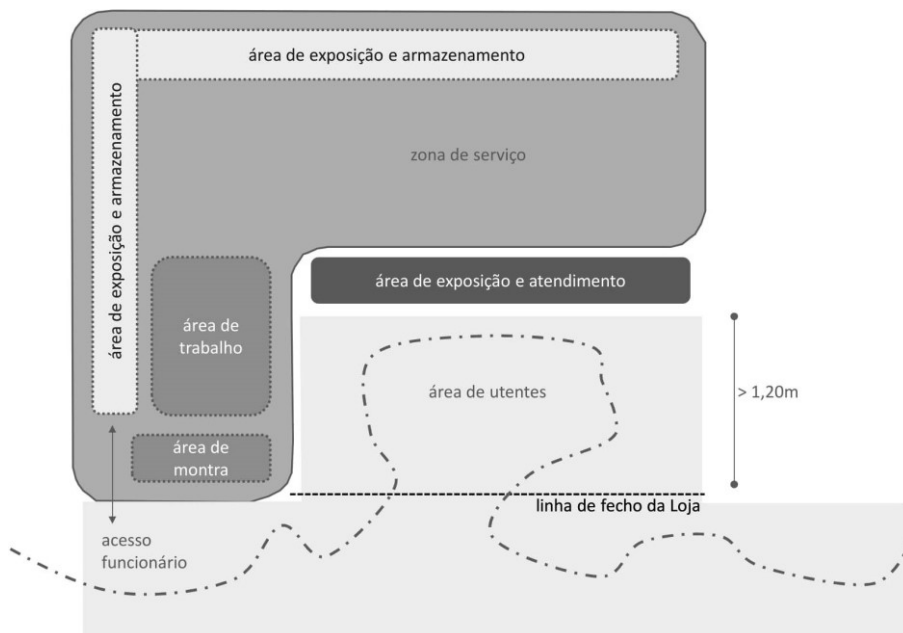 área de exposição e armazenamento
área de exposição e armazenamento
zona de serviço
área de exposição e atendimento
área de
trabalho
área de utentes
> 1,20m
área de
montra
linha de fecho da Loja
acesso
funcionário